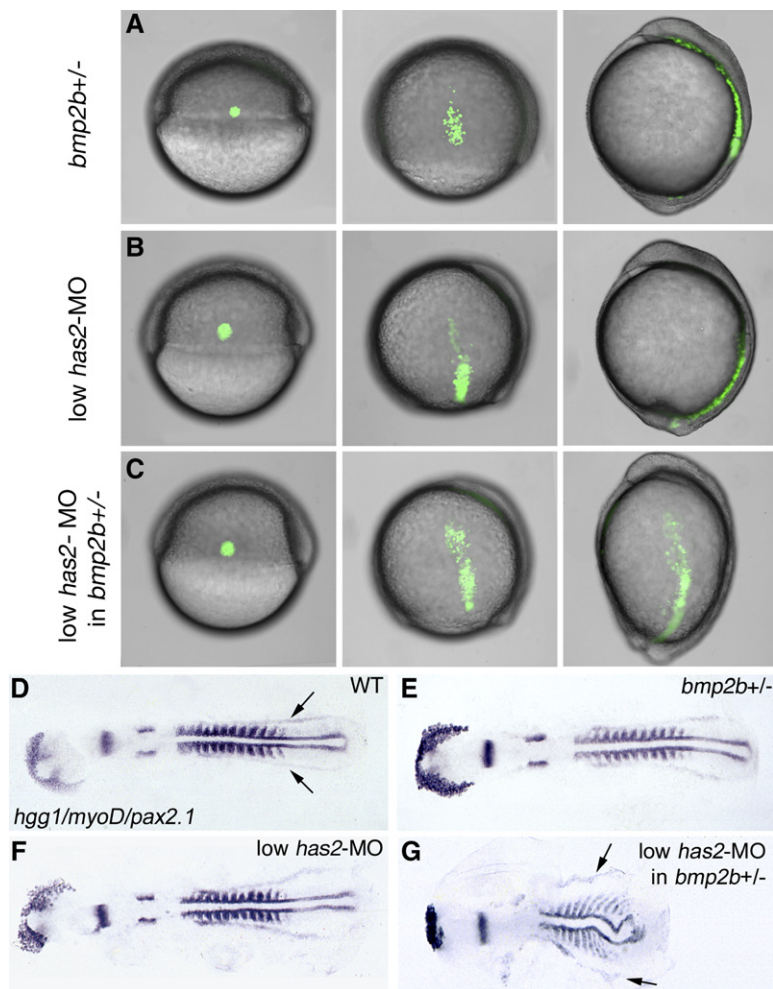 A
bmp2b+/-
B
low has2-MO
C
low has2- MO
in bmp2b+/-
D
WT
hgg1/myoD/pax2.1
E
bmp2b+/-
F
low has2-MO
G
low has2-MO
in bmp2b+/-